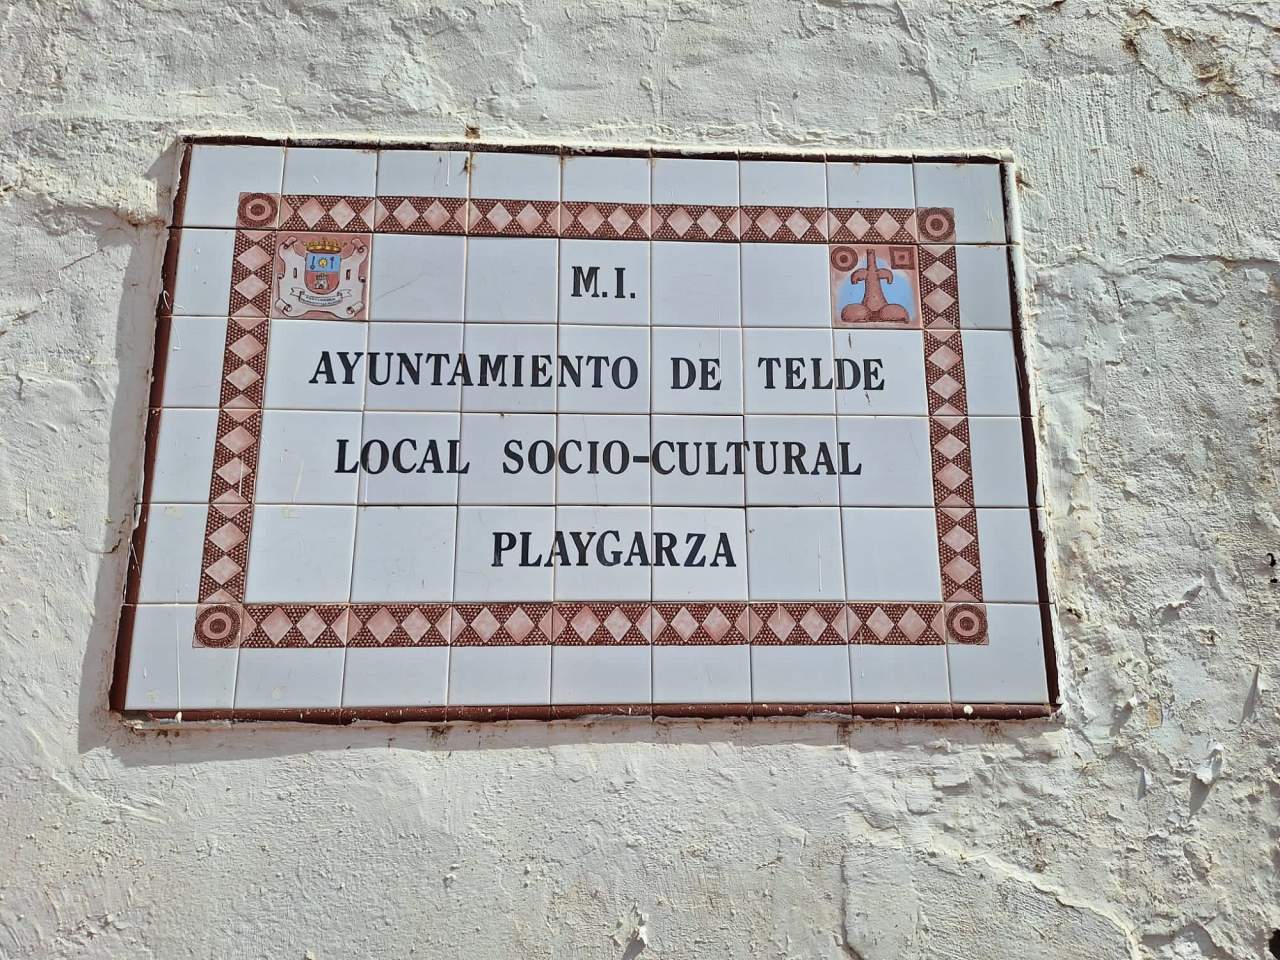 M.I.
AYUNTAMIENTO DE TELDE
LOCAL SOCIO-CULTURAL
PLAYGARZA